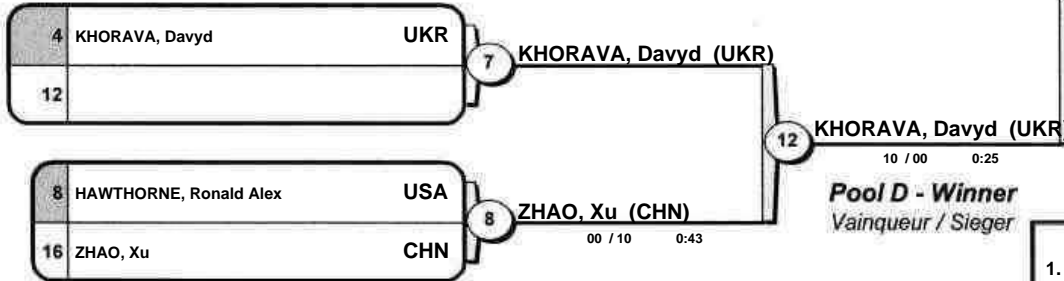 4 KHORAVA, Davyd UKR
12
7
KHORAVA, Davyd (UKR)
12
KHORAVA, Davyd (UKR
10 / 00 0:25
Pool D - Winner
Vainqueur / Sieger
8 HAWTHORNE, Ronald Alex USA
16 ZHAO, Xu CHN
8
ZHAO, Xu (CHN)
00 / 10 0:43
1.